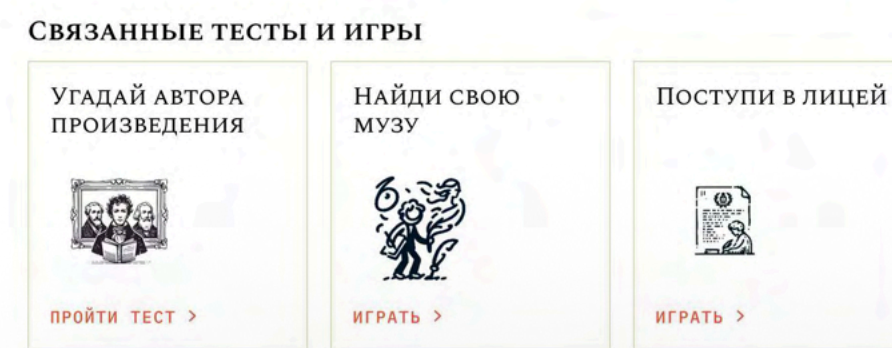 Связанные тесты и игры
Угадай автора
произведения
Найди свою
музу
Поступи в лицей
ПРОЙТИ ТЕСТ >
ИГРАТЬ >
ИГРАТЬ >